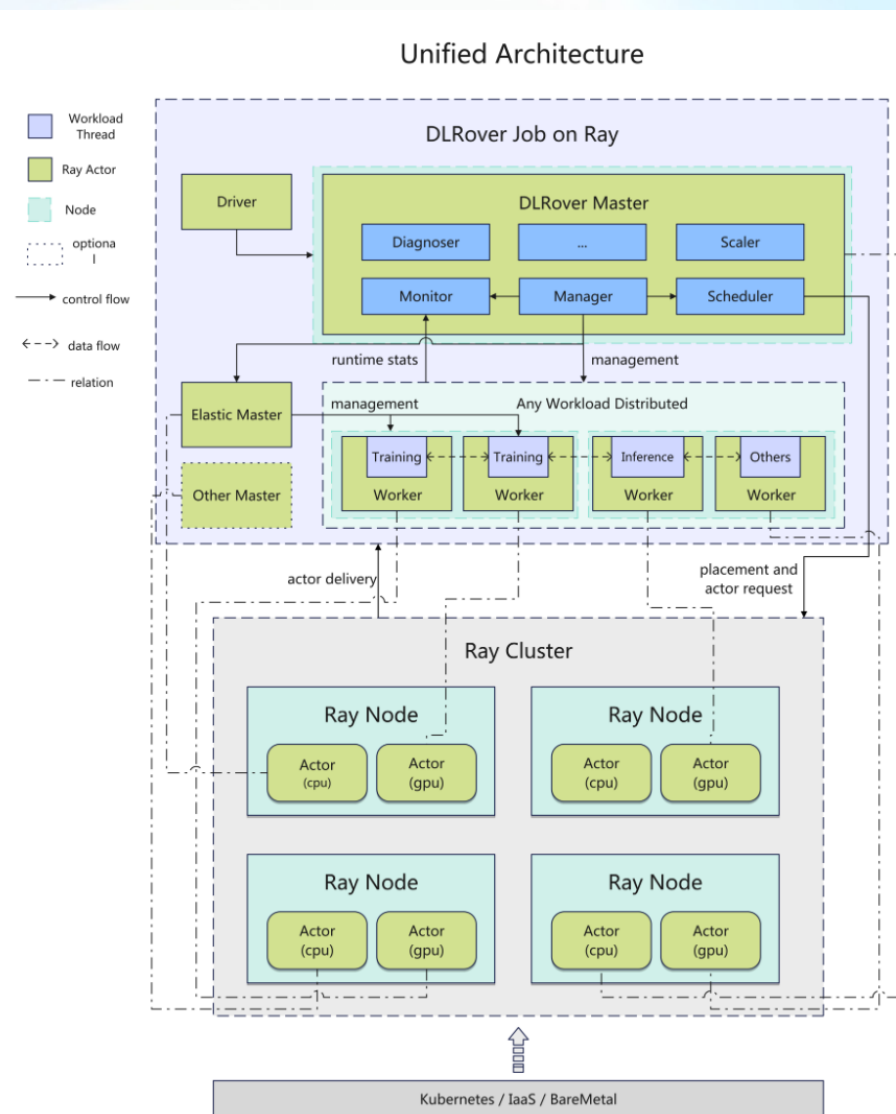 Unified Architecture
Workload
Thread
Ray Actor
Node
optiona
l
control flow
data flow
relation
DLRover Job on Ray
Driver
DLRover Master
Diagnoser
...
Scaler
Monitor
Manager
Scheduler
runtime stats
management
Elastic Master
management
Any Workload Distributed
Training
Training
Inference
Others
Worker
Worker
Worker
Worker
Other Master
actor delivery
placement and
actor request
Ray Cluster
Ray Node
Ray Node
Actor
(cpu)
Actor
(gpu)
Actor
(cpu)
Actor
(gpu)
Ray Node
Ray Node
Actor
(cpu)
Actor
(gpu)
Actor
(cpu)
Actor
(gpu)
Kubernetes / IaaS / BareMetal